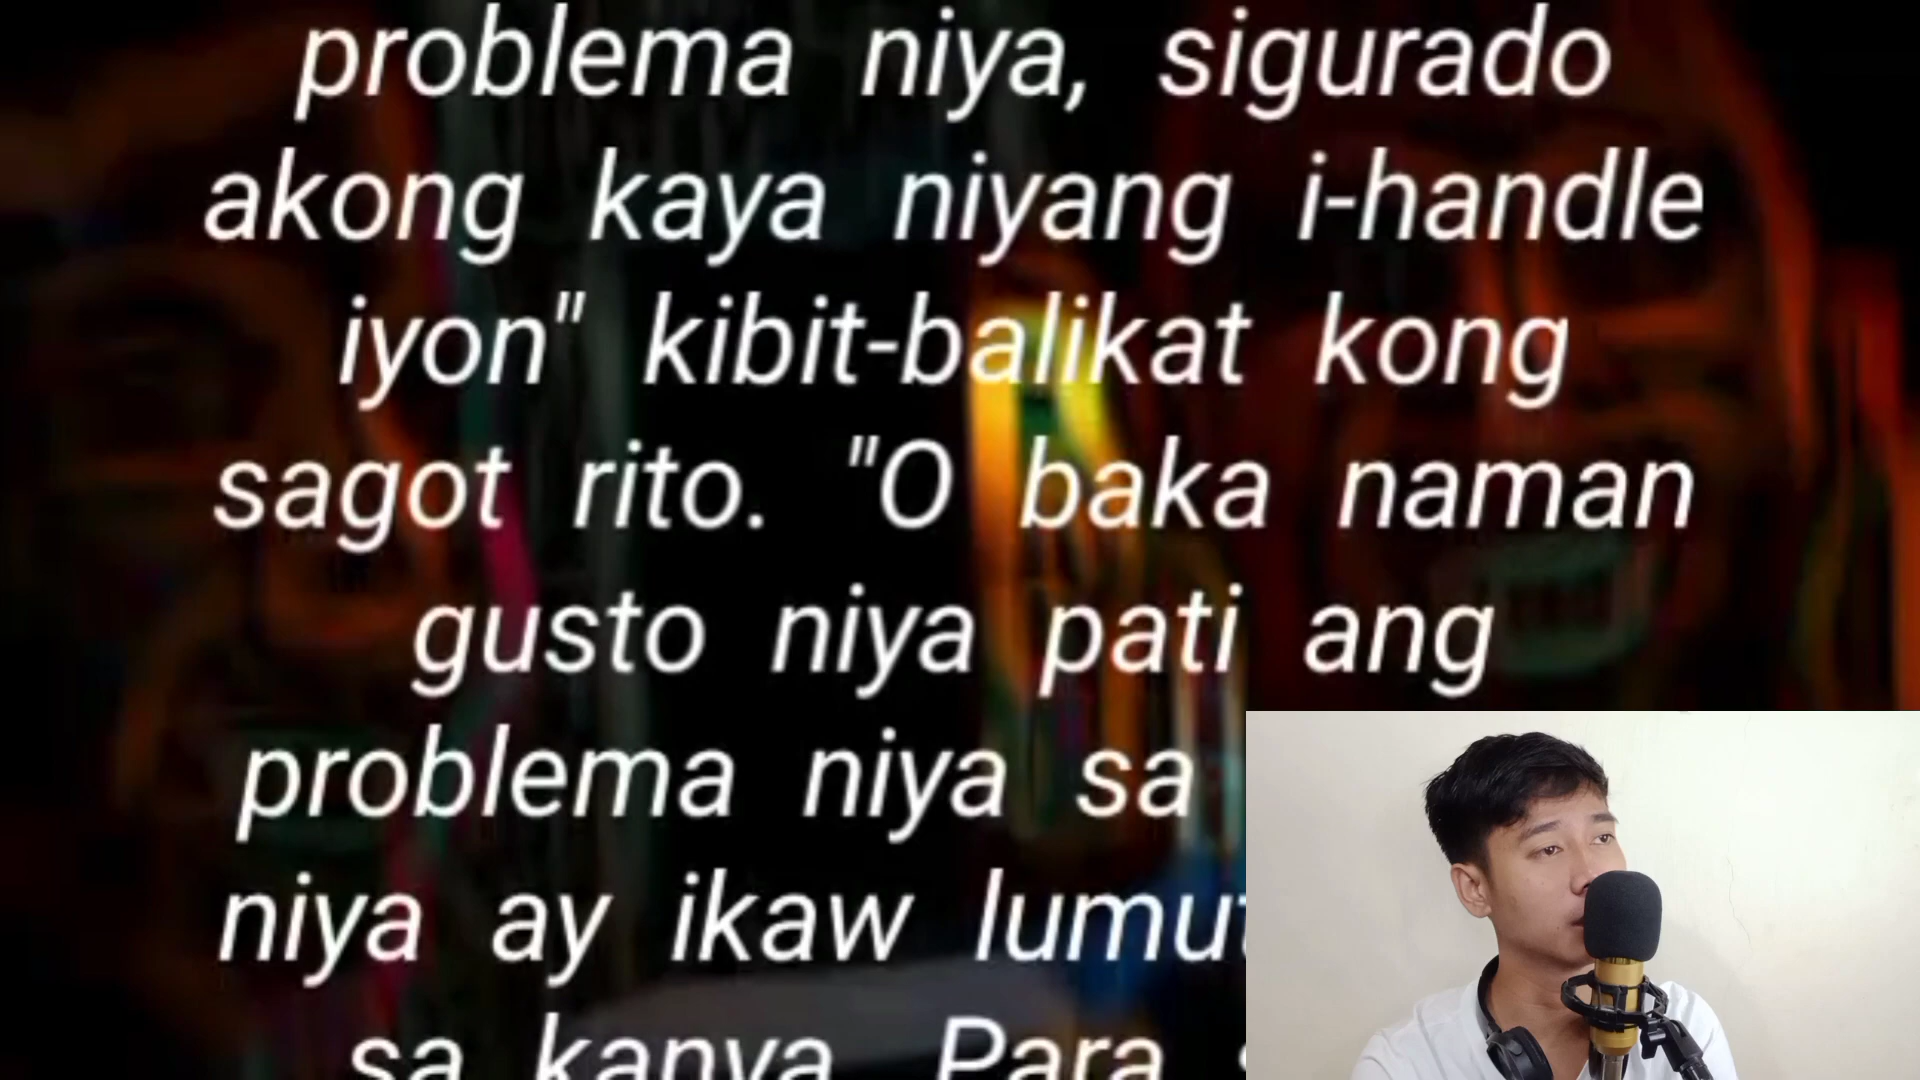 problema niya, sigurado
akong kaya niyang i-handle
iyon" kibit-balikat kong
sagot rito. "O baka naman
gusto niya pati ang
problema niya sa
niya ay ikaw
sa kanya. Para